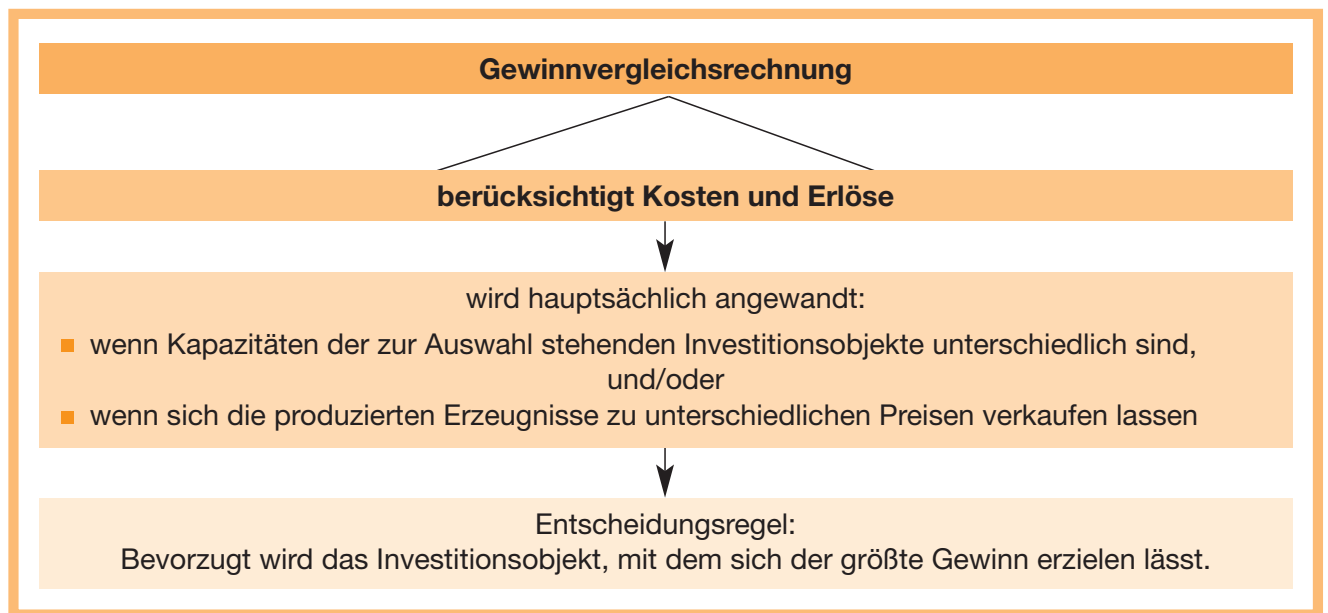 Gewinnvergleichsrechnung
berücksichtigt Kosten und Erlöse
wird hauptsächlich angewandt:
wenn Kapazitäten der zur Auswahl stehenden Investitionsobjekte unterschiedlich sind,
und/oder
wenn sich die produzierten Erzeugnisse zu unterschiedlichen Preisen verkaufen lassen
Entscheidungsregel:
Bevorzugt wird das Investitionsobjekt, mit dem sich der größte Gewinn erzielen lässt.